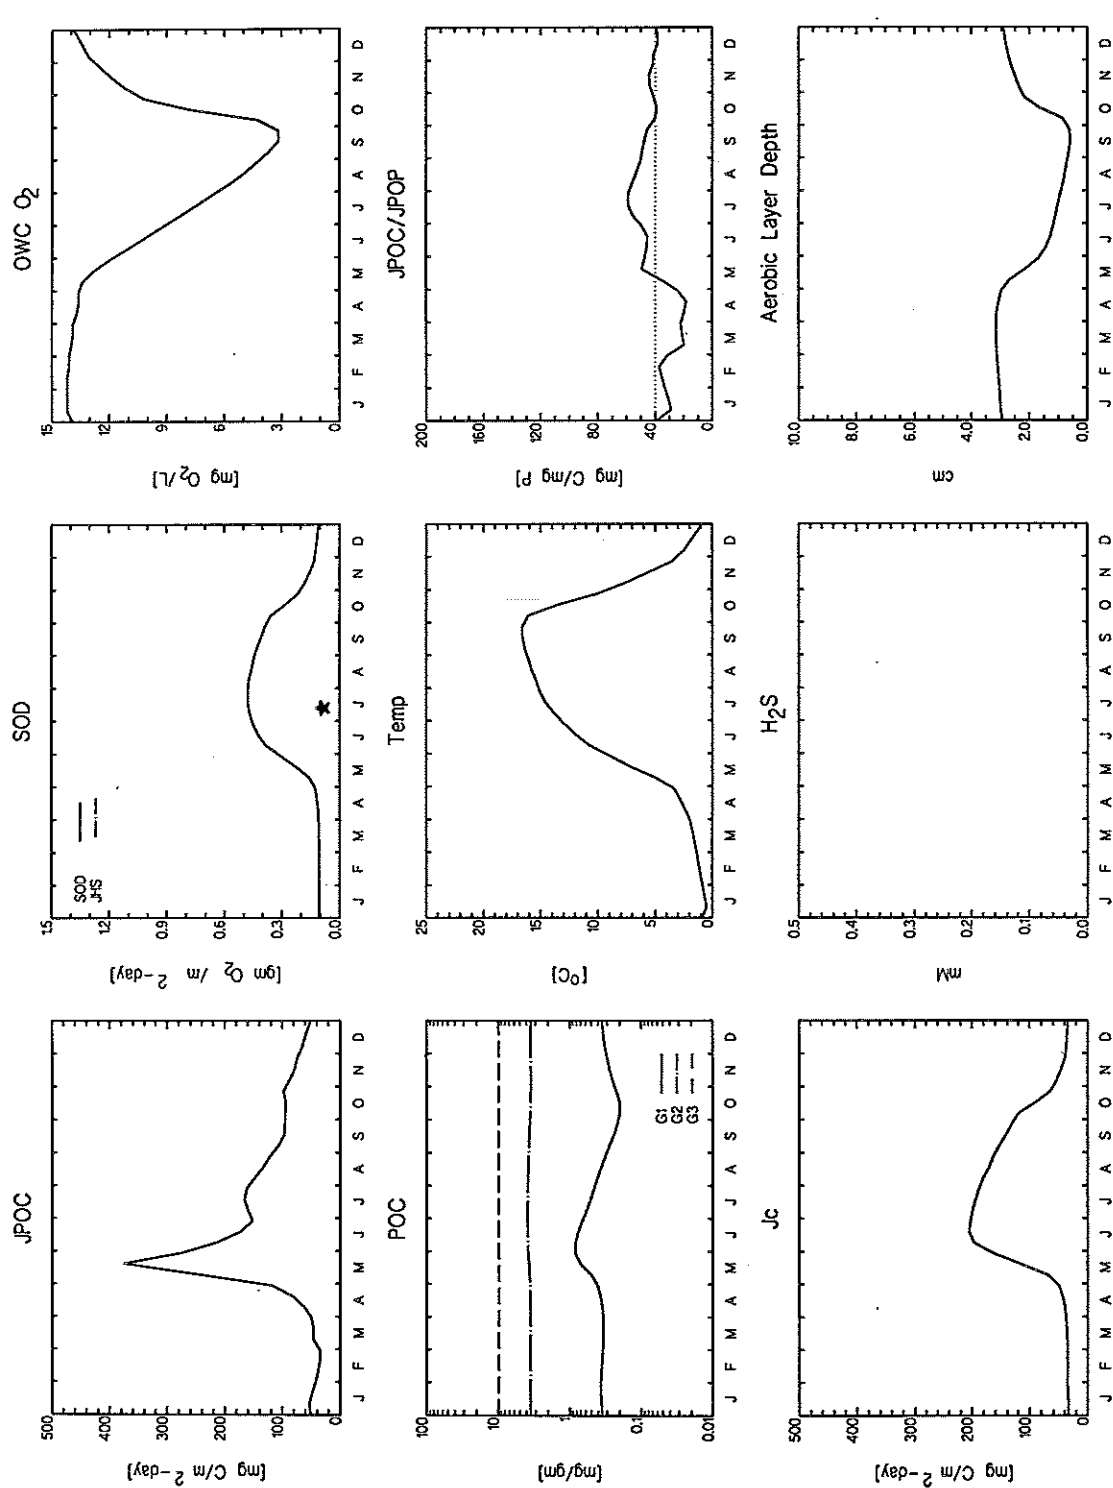 JPOC
[mg C/m²-day]
500
400
300
200
100
0
J F M A M J J A S O N D
SOD
SOD
JHS
[gm O₂ /m²-day]
1.5
1.2
0.9
0.6
0.3
0.0
J F M A M J J A S O N D
OWC O₂
[mg O₂/L]
15
12
9
6
3
0
J F M A M J J A S O N D
POC
[mg/gm]
100
10
1
0.1
0.01
G1
G2
G3
Temp
[°C]
25
20
15
10
5
0
J F M A M J J A S O N D
JPOC/JPOP
[mg C/mg P]
200
160
120
80
40
0
J F M A M J J A S O N D
Jc
[mg C/m²-day]
500
400
300
200
100
0
J F M A M J J A S O N D
H₂S
mM
0.5
0.4
0.3
0.2
0.1
0.0
J F M A M J J A S O N D
Aerobic Layer Depth
cm
10.0
8.0
6.0
4.0
2.0
0.0
J F M A M J J A S O N D